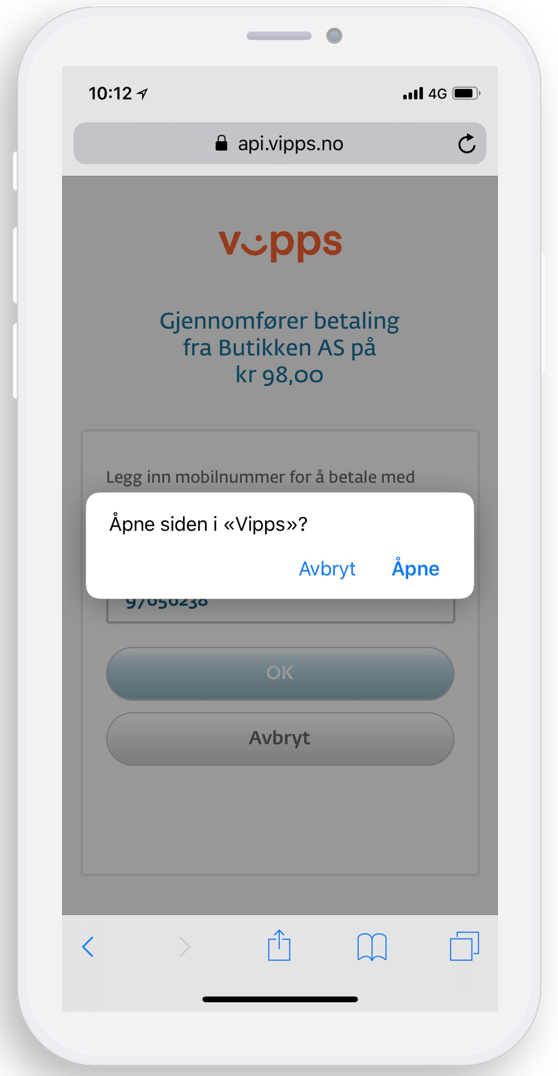 10:12
4G
api.vipps.no
vipps
Gjennomfører betaling
fra Butikken AS på
kr 98,00
Legg inn mobilnummer for å betale med
Åpne siden i «Vipps»?
Avbryt Åpne
OK
Avbryt